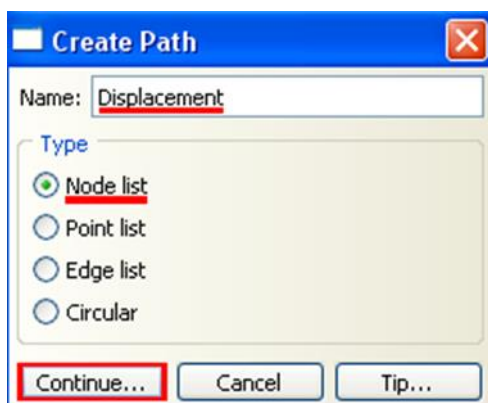 Create Path
Name: Displacement
Type
Node list
Point list
Edge list
Circular
Continue... Cancel Tip...